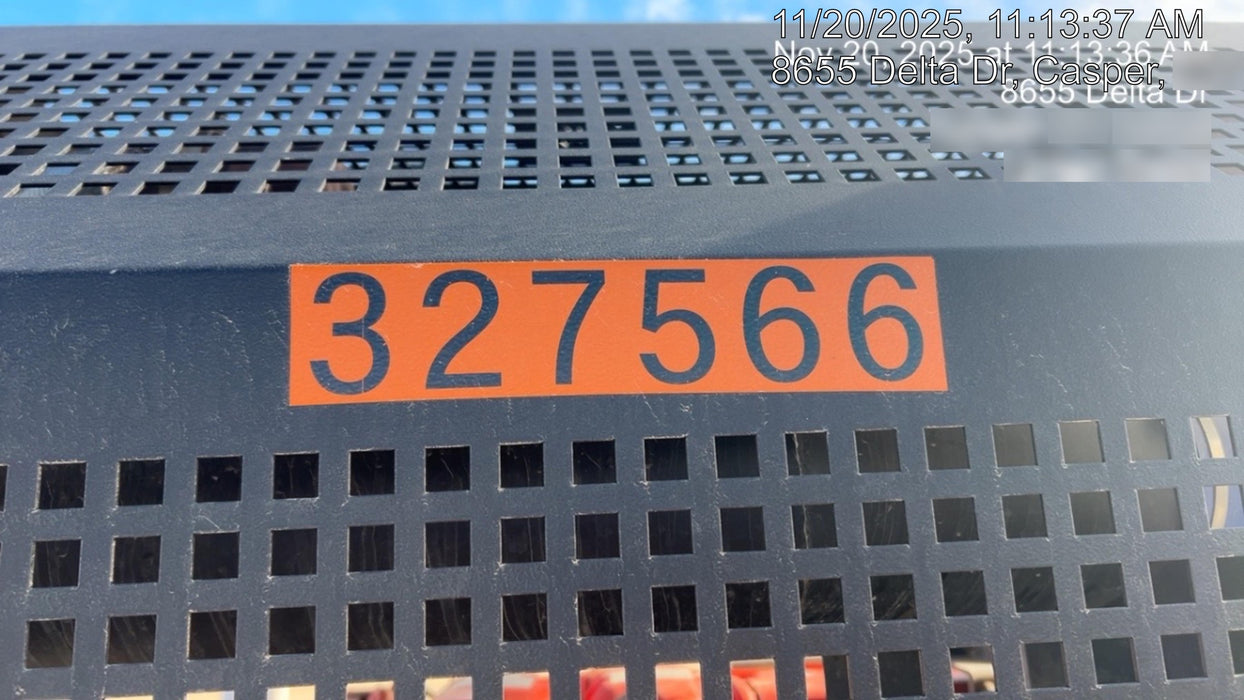 11/20/2025, 11:13:37 AM
Nov 20, 2025 at 11:13:36 AM
8655 Delta Dr, Casper,
8655 Delta Dr
327566